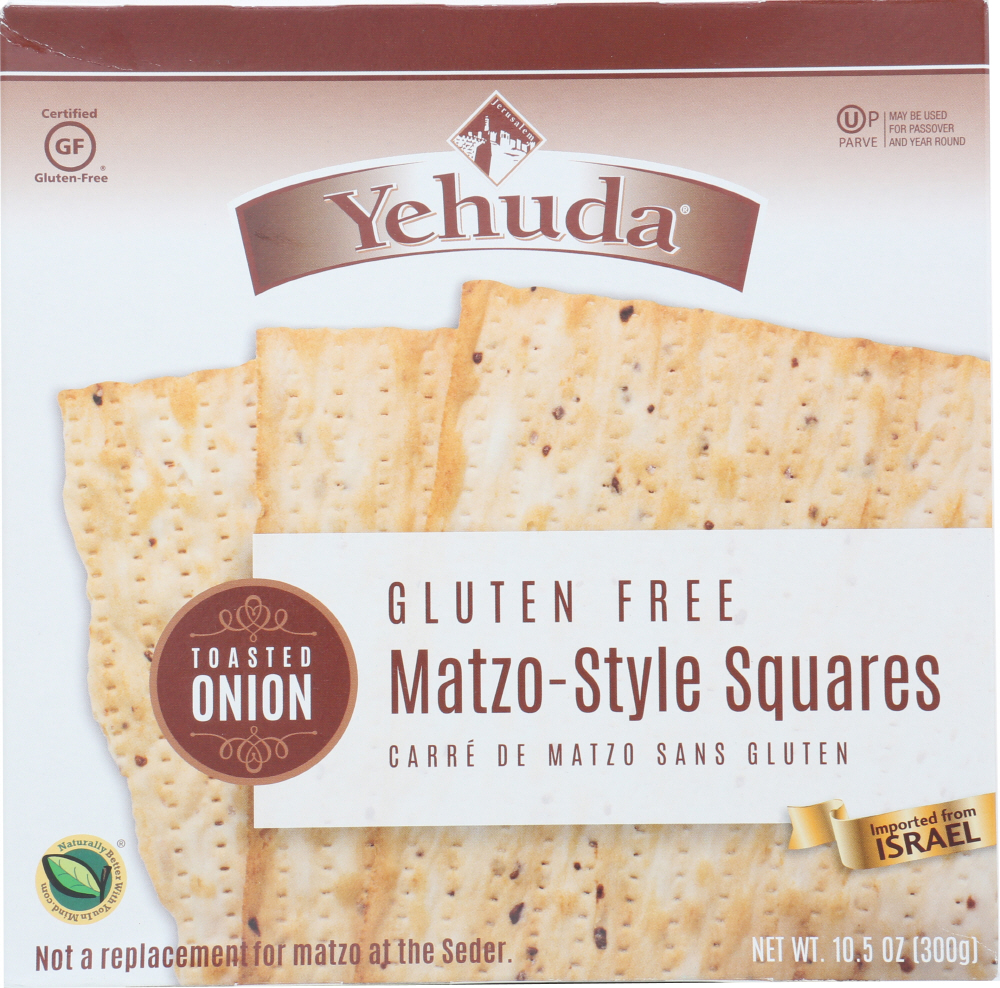 Certified
GF
Gluten-Free
Jerusalem
Yehuda®
UP
PARVE
MAY BE USED
FOR PASSOVER
AND YEAR ROUND
GLUTEN FREE
Matzo-Style Squares
CARRÉ DE MATZO SANS GLUTEN
TOASTED
ONION
Imported from
ISRAEL
Naturally Better With You In Mind.com®
Not a replacement for matzo at the Seder.
NET WT. 10.5 OZ (300g)